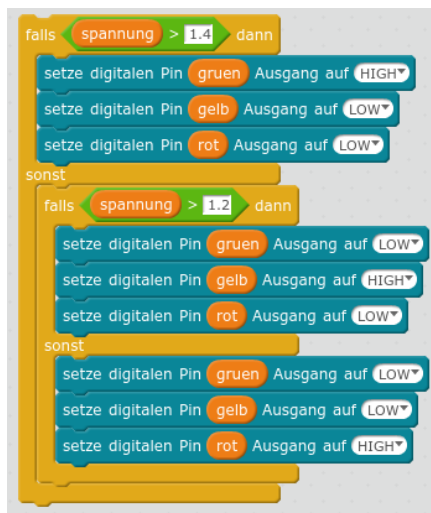 falls spannung > 1.4 dann
setze digitalen Pin gruen Ausgang auf HIGH
setze digitalen Pin gelb Ausgang auf LOW
setze digitalen Pin rot Ausgang auf LOW
sonst
falls spannung > 1.2 dann
setze digitalen Pin gruen Ausgang auf LOW
setze digitalen Pin gelb Ausgang auf HIGH
setze digitalen Pin rot Ausgang auf LOW
sonst
setze digitalen Pin gruen Ausgang auf LOW
setze digitalen Pin gelb Ausgang auf LOW
setze digitalen Pin rot Ausgang auf HIGH